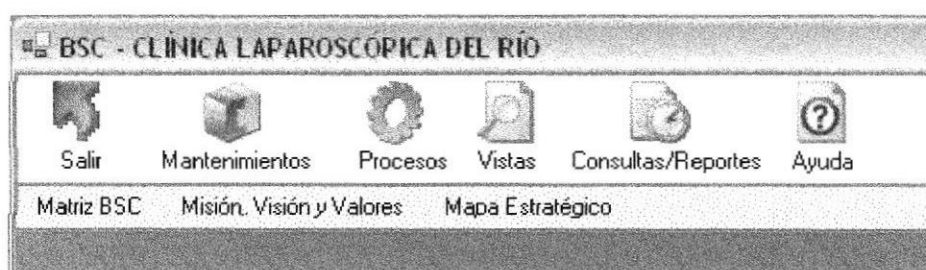 BSC - CLÍNICA LAPAROSCÓPICA DEL RÍO
Salir Mantenimientos Procesos Vistas Consultas/Reportes Ayuda
Matriz BSC Misión, Visión y Valores Mapa Estratégico